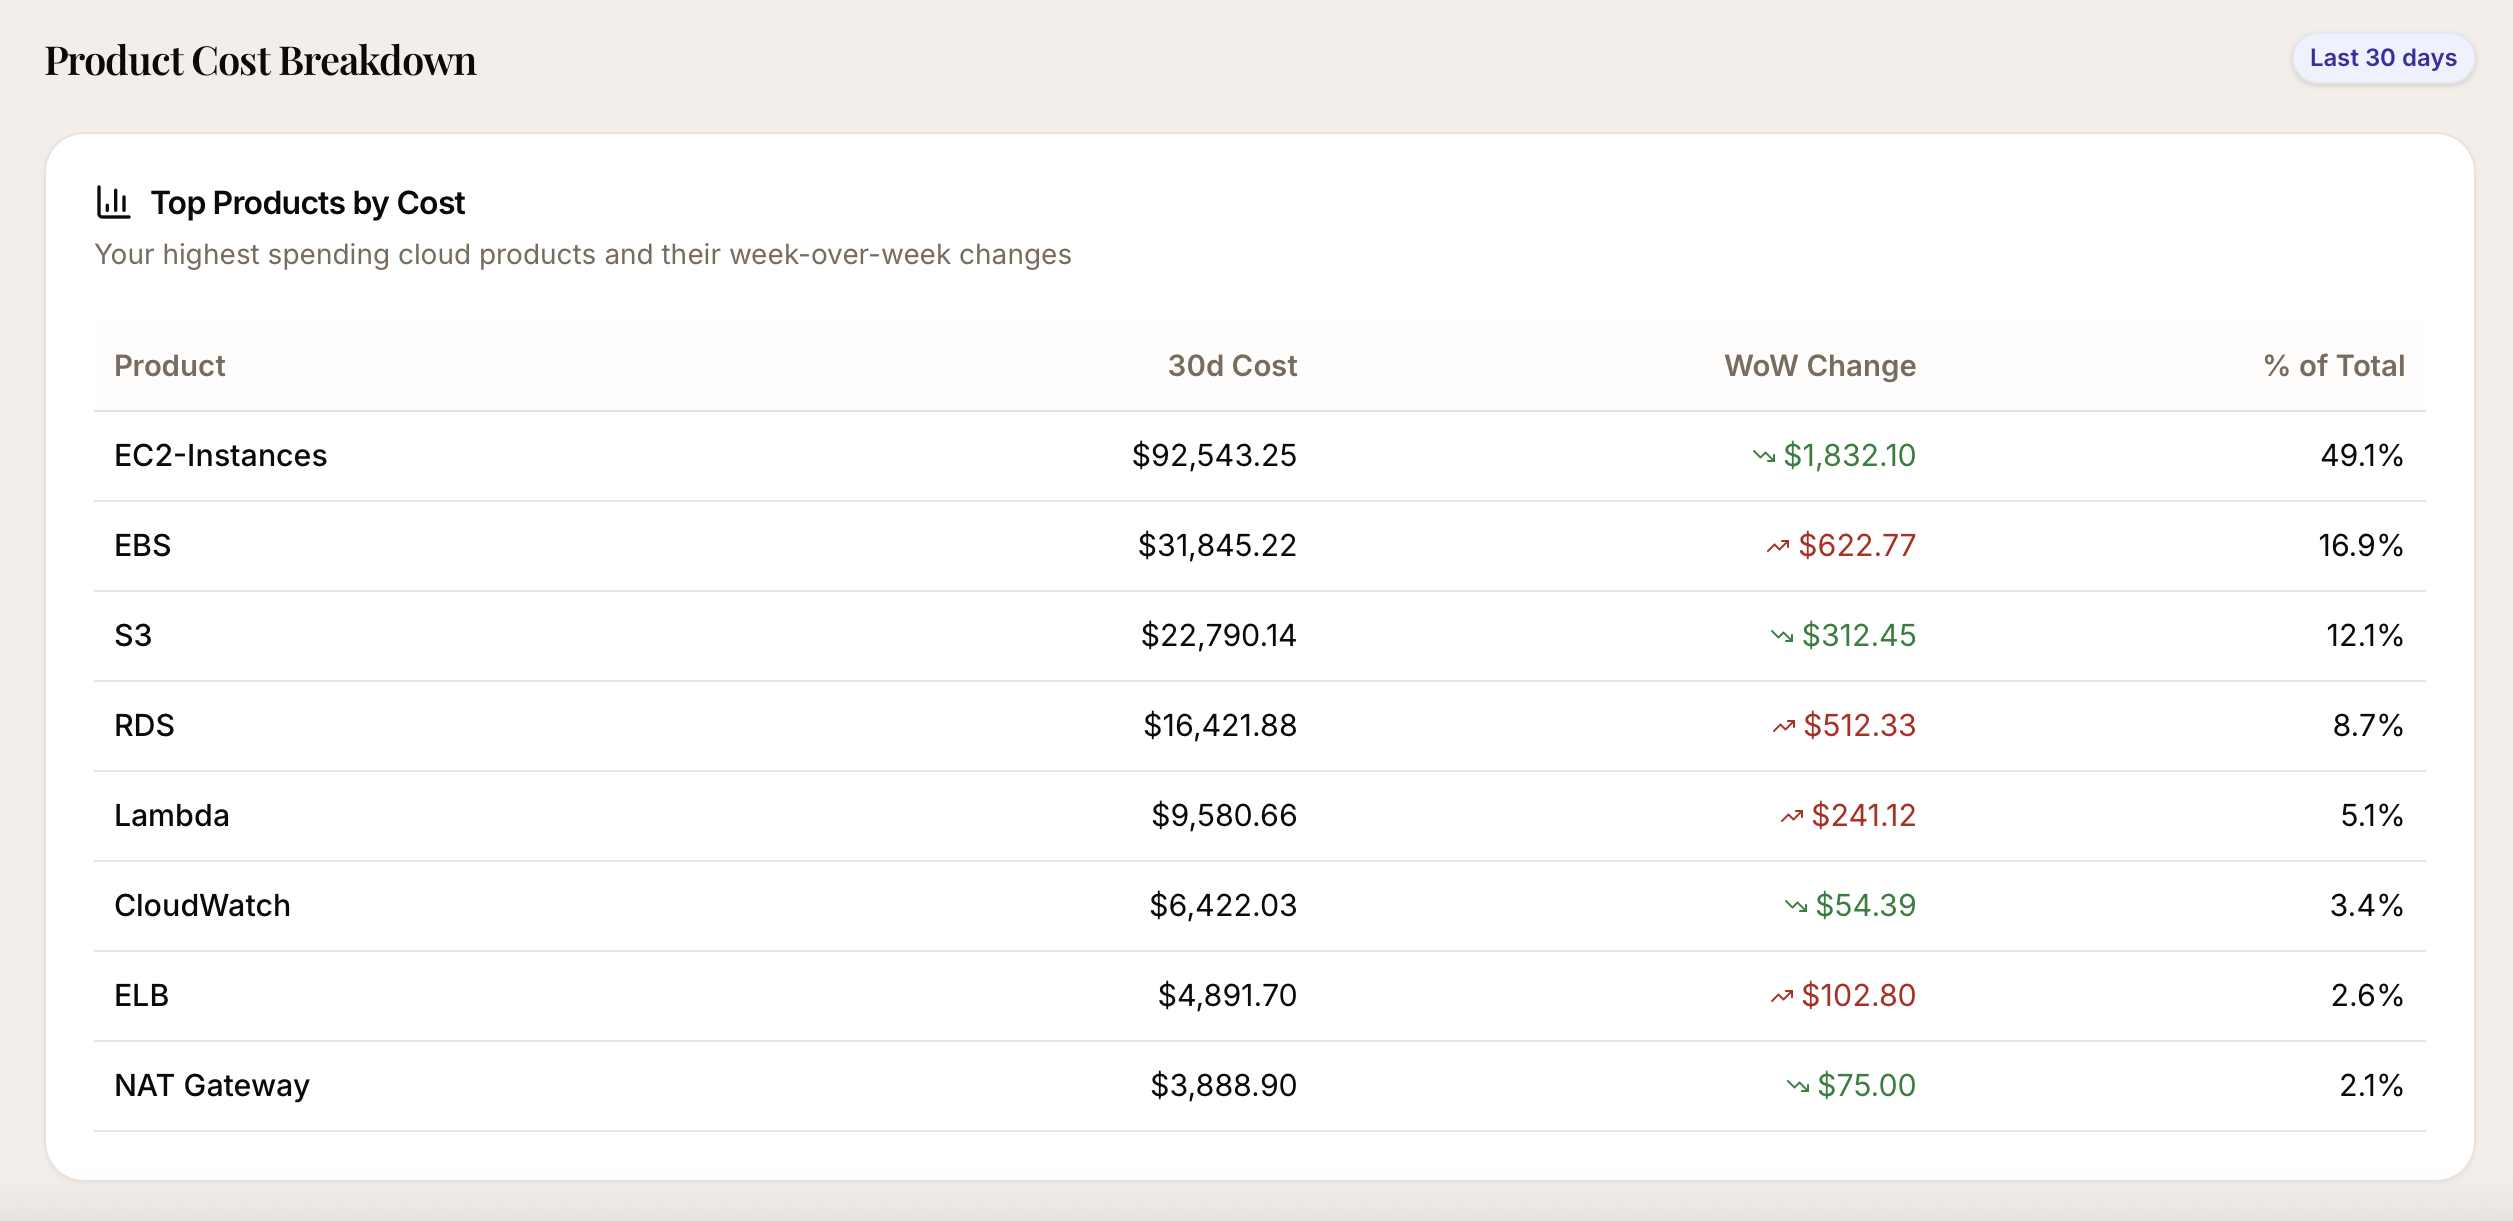 Product Cost Breakdown
Last 30 days
Top Products by Cost
Your highest spending cloud products and their week-over-week changes
Product 30d Cost WoW Change % of Total
EC2-Instances $92,543.25 $1,832.10 49.1%
EBS $31,845.22 $622.77 16.9%
S3 $22,790.14 $312.45 12.1%
RDS $16,421.88 $512.33 8.7%
Lambda $9,580.66 $241.12 5.1%
CloudWatch $6,422.03 $54.39 3.4%
ELB $4,891.70 $102.80 2.6%
NAT Gateway $3,888.90 $75.00 2.1%